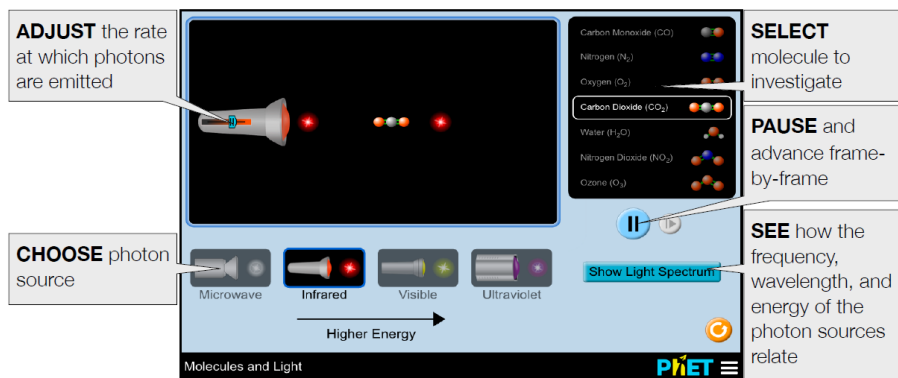 ADJUST the rate
at which photons
are emitted
CHOOSE photon
source
Carbon Monoxide (CO)
Nitrogen (N₂)
Oxygen (O₂)
Carbon Dioxide (CO₂)
Water (H₂O)
Nitrogen Dioxide (NO₂)
Ozone (O₃)
Microwave
Infrared
Visible
Ultraviolet
Higher Energy
Show Light Spectrum
Molecules and Light
PhET
SELECT
molecule to
investigate
PAUSE and
advance frame-
by-frame
SEE how the
frequency,
wavelength, and
energy of the
photon sources
relate